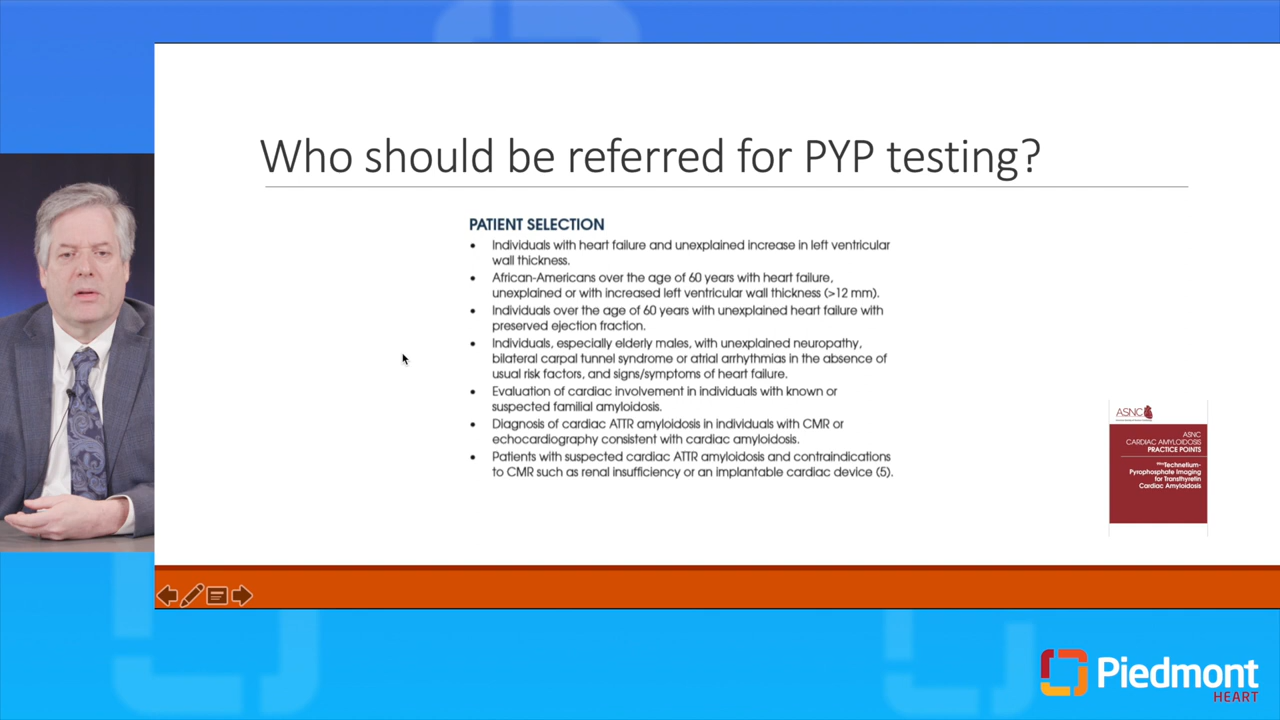 Who should be referred for PYP testing?
PATIENT SELECTION
• Individuals with heart failure and unexplained increase in left ventricular
wall thickness.
• African-Americans over the age of 60 years with heart failure,
unexplained or with increased left ventricular wall thickness (>12 mm).
• Individuals over the age of 60 years with unexplained heart failure with
preserved ejection fraction.
• Individuals, especially elderly males, with unexplained neuropathy,
bilateral carpal tunnel syndrome or atrial arrhythmias in the absence of
usual risk factors, and signs/symptoms of heart failure.
• Evaluation of cardiac involvement in individuals with known or
suspected familial amyloidosis.
• Diagnosis of cardiac ATTR amyloidosis in individuals with CMR or
echocardiography consistent with cardiac amyloidosis.
• Patients with suspected cardiac ATTR amyloidosis and contraindications
to CMR such as renal insufficiency or an implantable cardiac device (5).
ASNC
ASNC
CARDIAC AMYLOIDOSIS
PRACTICE POINTS
Technetium-
Pyrophosphate Imaging
for Transthyretin
Cardiac Amyloidosis
Piedmont
HEART